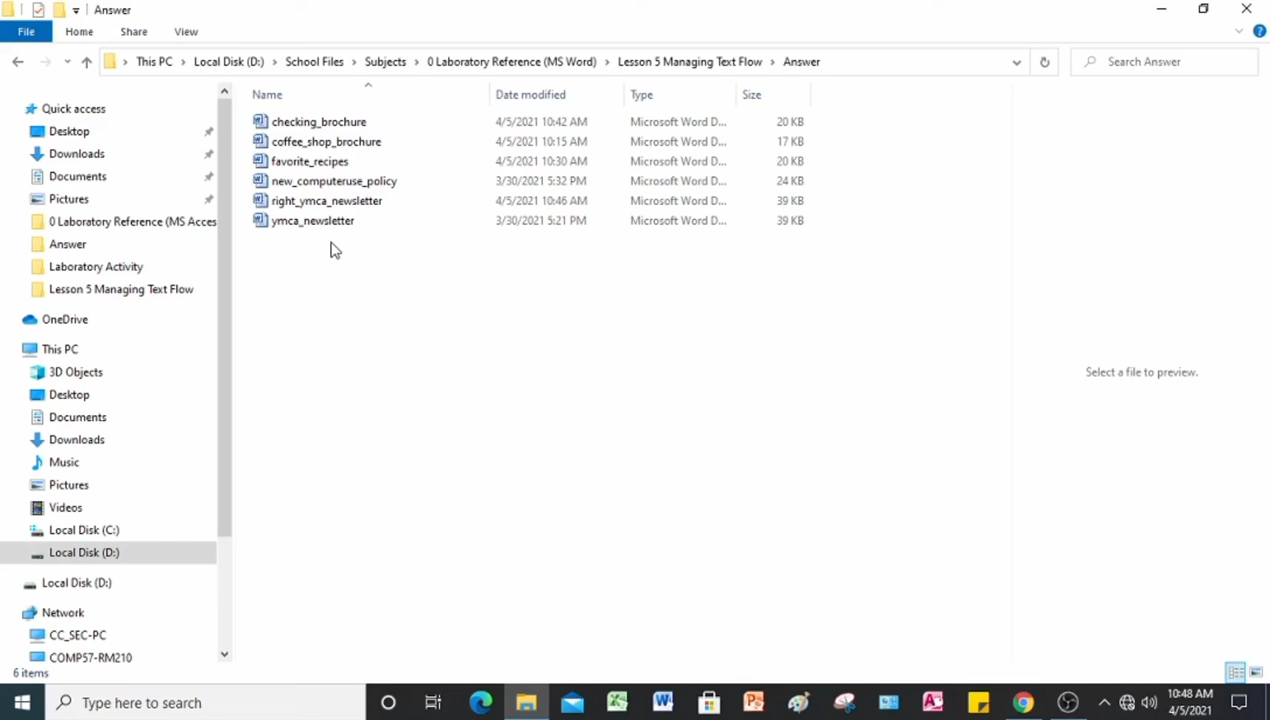 Answer
File Home Share View
This PC Local Disk (D:) School Files Subjects 0 Laboratory Reference (MS Word) Lesson 5 Managing Text Flow Answer
Search Answer
Quick access
Desktop
Downloads
Documents
Pictures
0 Laboratory Reference (MS Acces
Answer
Laboratory Activity
Lesson 5 Managing Text Flow
OneDrive
This PC
3D Objects
Desktop
Documents
Downloads
Music
Pictures
Videos
Local Disk (C:)
Local Disk (D:)
Local Disk (D:)
Network
CC_SEC-PC
COMP57-RM210
6 items
Name Date modified Type Size
checking_brochure 4/5/2021 10:42 AM Microsoft Word D... 20 KB
coffee_shop_brochure 4/5/2021 10:15 AM Microsoft Word D... 17 KB
favorite_recipes 4/5/2021 10:30 AM Microsoft Word D... 20 KB
new_computeruse_policy 3/30/2021 5:32 PM Microsoft Word D... 24 KB
right_ymca_newsletter 4/5/2021 10:46 AM Microsoft Word D... 39 KB
ymca_newsletter 3/30/2021 5:21 PM Microsoft Word D... 39 KB
Select a file to preview.
Type here to search
10:48 AM
4/5/2021